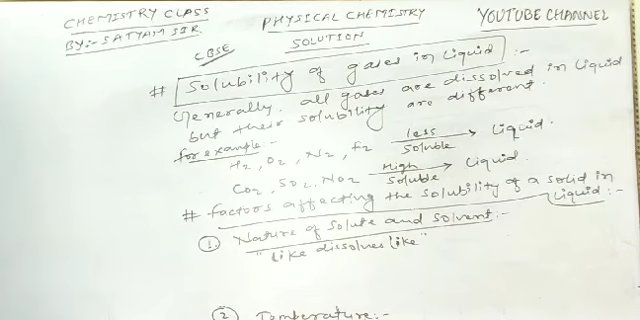 CHEMISTRY CLASS
BY:- SATYAM SIR.
PHYSICAL CHEMISTRY
SOLUTION
YOUTUBE CHANNEL
CBSE
# Solubility of gases in liquid :-
Generally all gases are dissolved in liquid
but their solubility are different.
for example -
H2, O2, N2, F2 less soluble → Liquid.
CO2, SO2, NO2 High soluble → Liquid.
# factors affecting the solubility of a solid in
liquid :-
① Nature of solute and solvent :-
"like dissolves like"
② Temperature :-